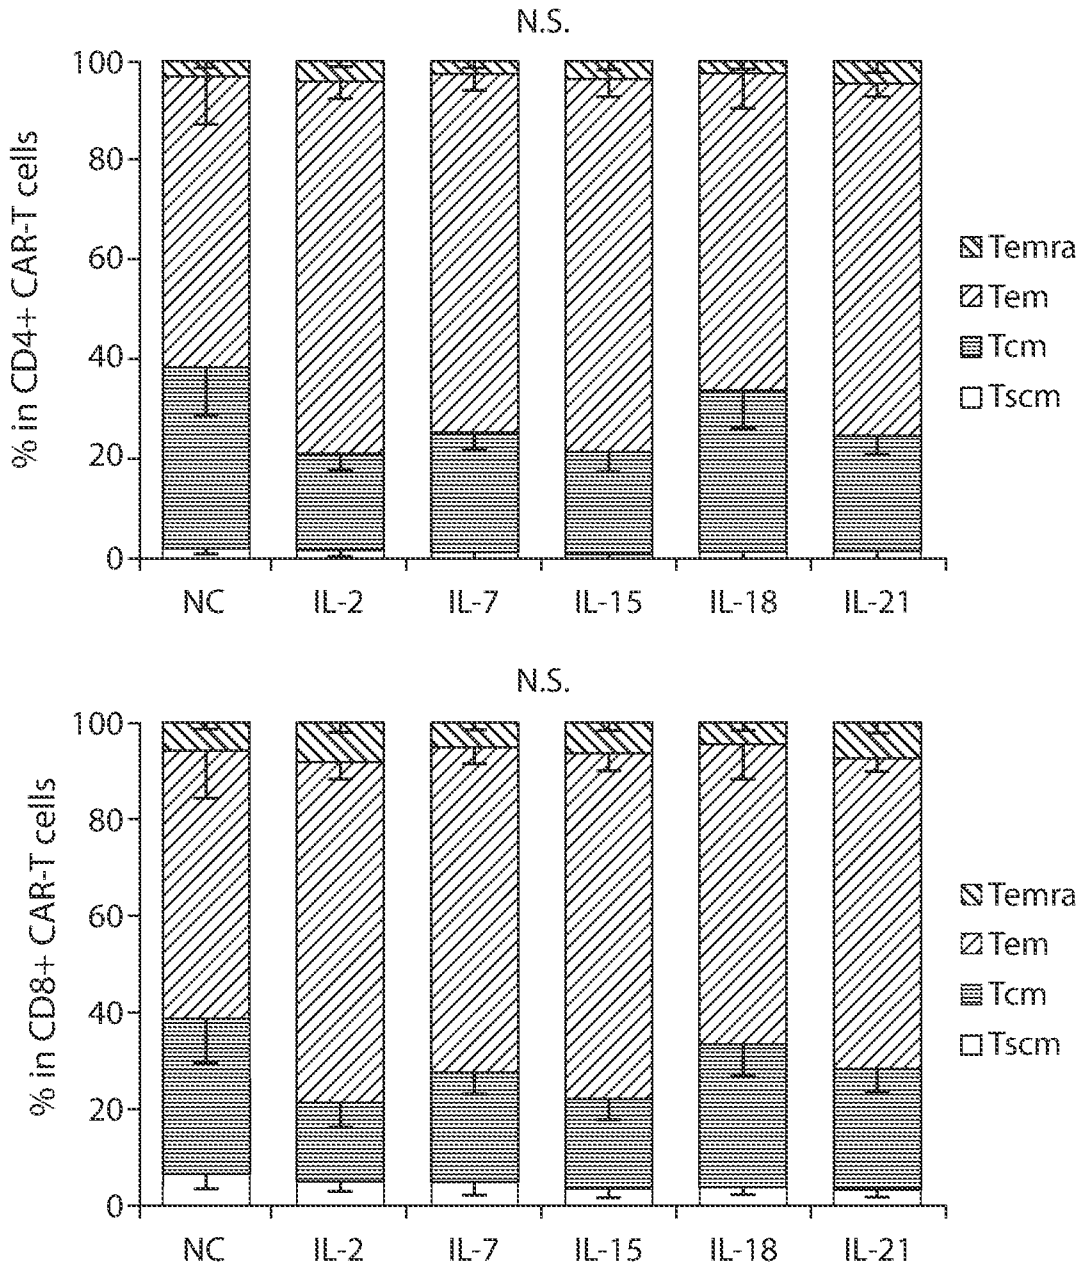 N.S.
% in CD4+ CAR-T cells
100
80
60
40
20
0
NC IL-2 IL-7 IL-15 IL-18 IL-21
Temra
Tem
Tcm
Tscm
N.S.
% in CD8+ CAR-T cells
100
80
60
40
20
0
NC IL-2 IL-7 IL-15 IL-18 IL-21
Temra
Tem
Tcm
Tscm